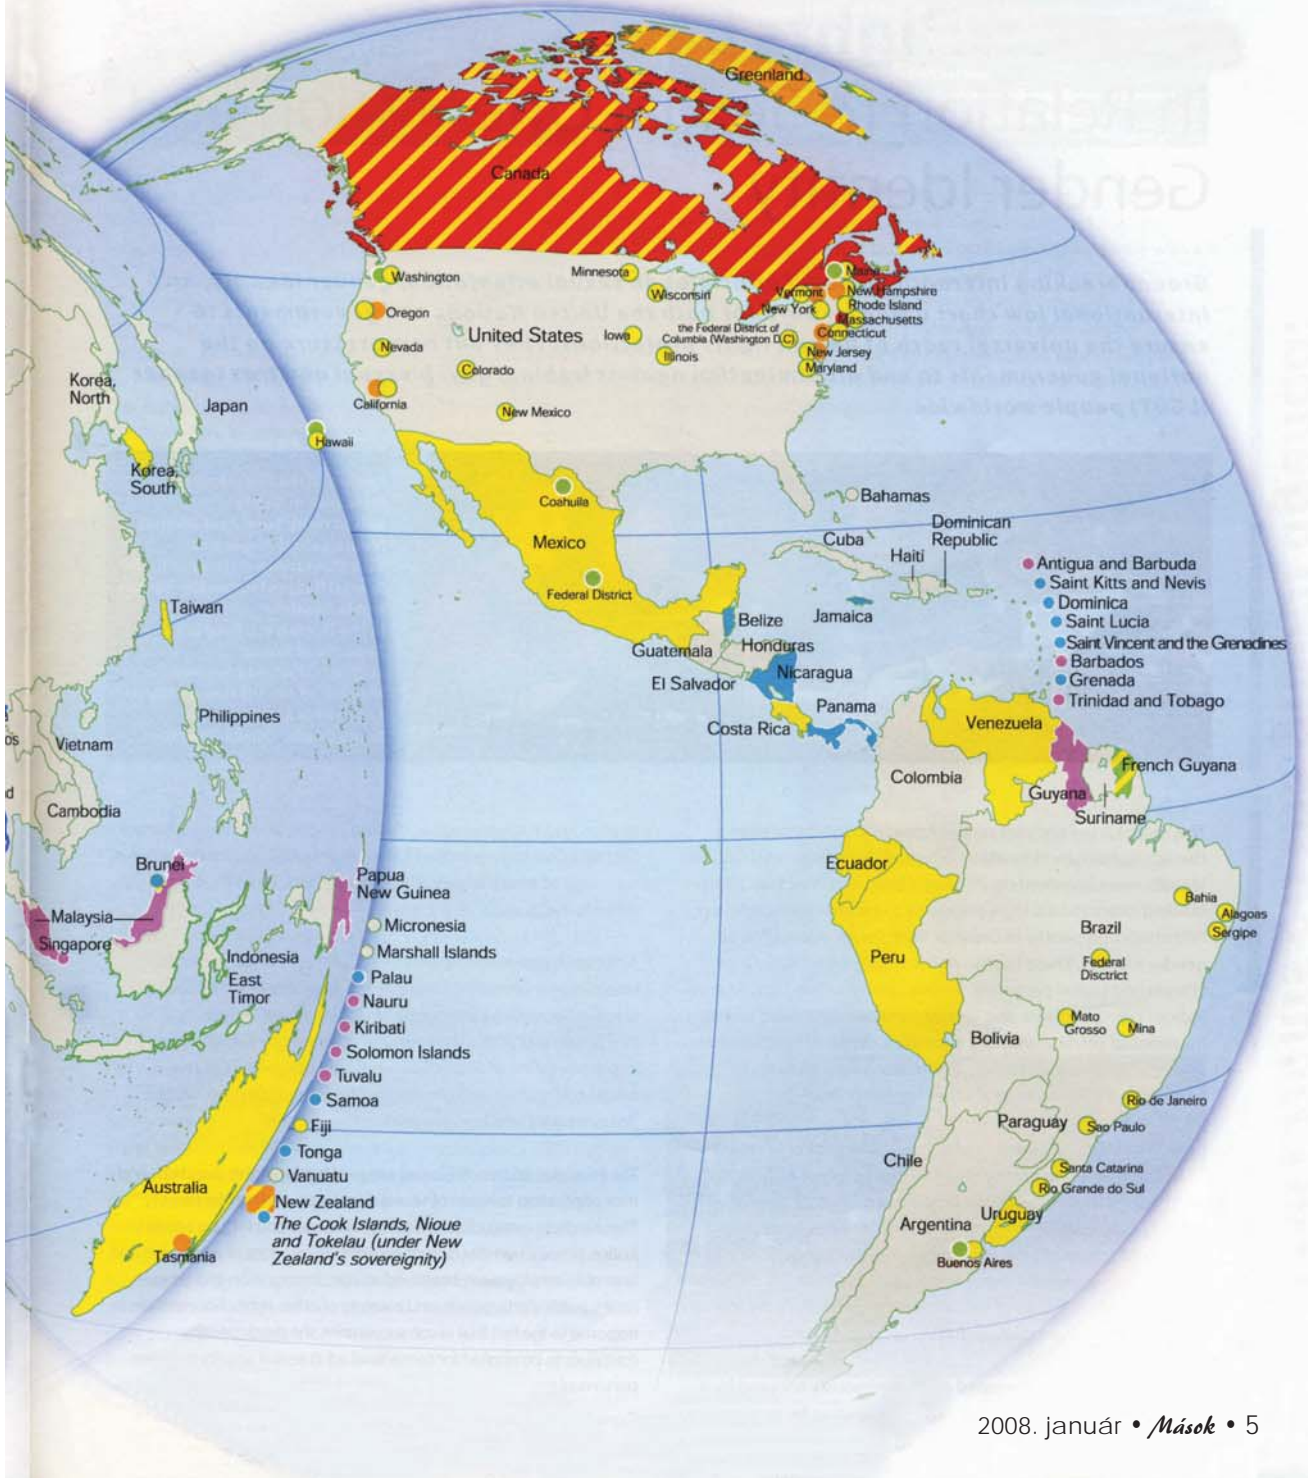 Greenland
Canada
Washington
Minnesota
Maine
Wisconsin
Vermont
New Hampshire
Oregon
New York
Rhode Island
Massachusetts
United States
Iowa
the Federal District of
Columbia (Washington D.C)
Connecticut
Nevada
Illinois
New Jersey
Colorado
Maryland
Korea,
North
Japan
California
New Mexico
Hawaii
Korea,
South
Coahuila
Bahamas
Mexico
Cuba
Dominican
Republic
Haiti
Antigua and Barbuda
Saint Kitts and Nevis
Federal District
Dominica
Taiwan
Belize
Jamaica
Saint Lucia
Guatemala
Honduras
Saint Vincent and the Grenadines
Barbados
El Salvador
Nicaragua
Grenada
Trinidad and Tobago
Philippines
Panama
Costa Rica
Venezuela
Vietnam
Colombia
French Guyana
Guyana
Suriname
Cambodia
Brunei
Ecuador
Papua
New Guinea
Bahia
Malaysia
Micronesia
Alagoas
Singapore
Brazil
Sergipe
Indonesia
Marshall Islands
Peru
Federal
Disctrict
East
Timor
Palau
Nauru
Kiribati
Mato
Grosso
Mina
Solomon Islands
Bolivia
Tuvalu
Samoa
Rio de Janeiro
Fiji
Paraguay
Sao Paulo
Tonga
Chile
Vanuatu
Santa Catarina
Australia
Rio Grande do Sul
New Zealand
Uruguay
The Cook Islands, Nioue
and Tokelau (under New
Zealand's sovereignity)
Argentina
Tasmania
Buenos Aires
2008. január • Mások • 5